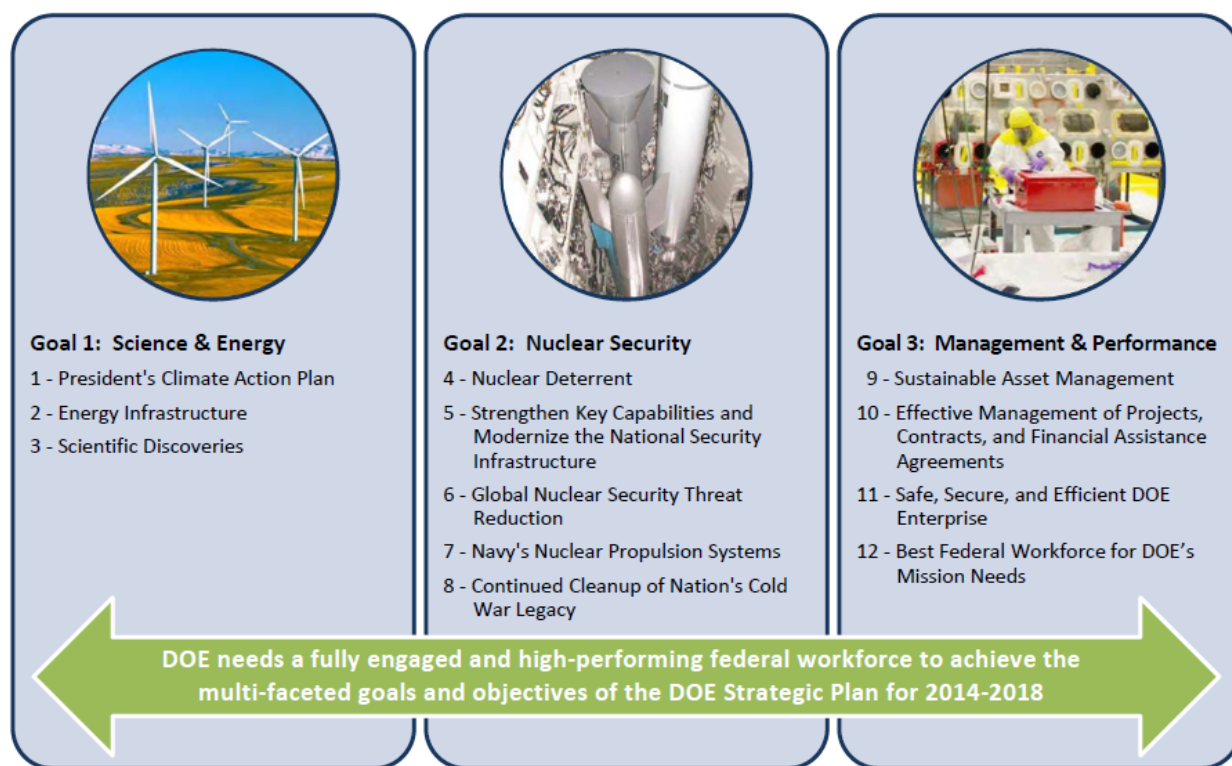 Goal 1:  Science & Energy
1 - President's Climate Action Plan
2 - Energy Infrastructure
3 - Scientific Discoveries
Goal 2:  Nuclear Security
4 - Nuclear Deterrent
5 - Strengthen Key Capabilities and
Modernize the National Security
Infrastructure
6 - Global Nuclear Security Threat
Reduction
7 - Navy's Nuclear Propulsion Systems
8 - Continued Cleanup of Nation's Cold
War Legacy
Goal 3:  Management & Performance
9 - Sustainable Asset Management
10 - Effective Management of Projects,
Contracts, and Financial Assistance
Agreements
11 - Safe, Secure, and Efficient DOE
Enterprise
12 - Best Federal Workforce for DOE’s
Mission Needs
DOE needs a fully engaged and high-performing federal workforce to achieve the
multi-faceted goals and objectives of the DOE Strategic Plan for 2014-2018